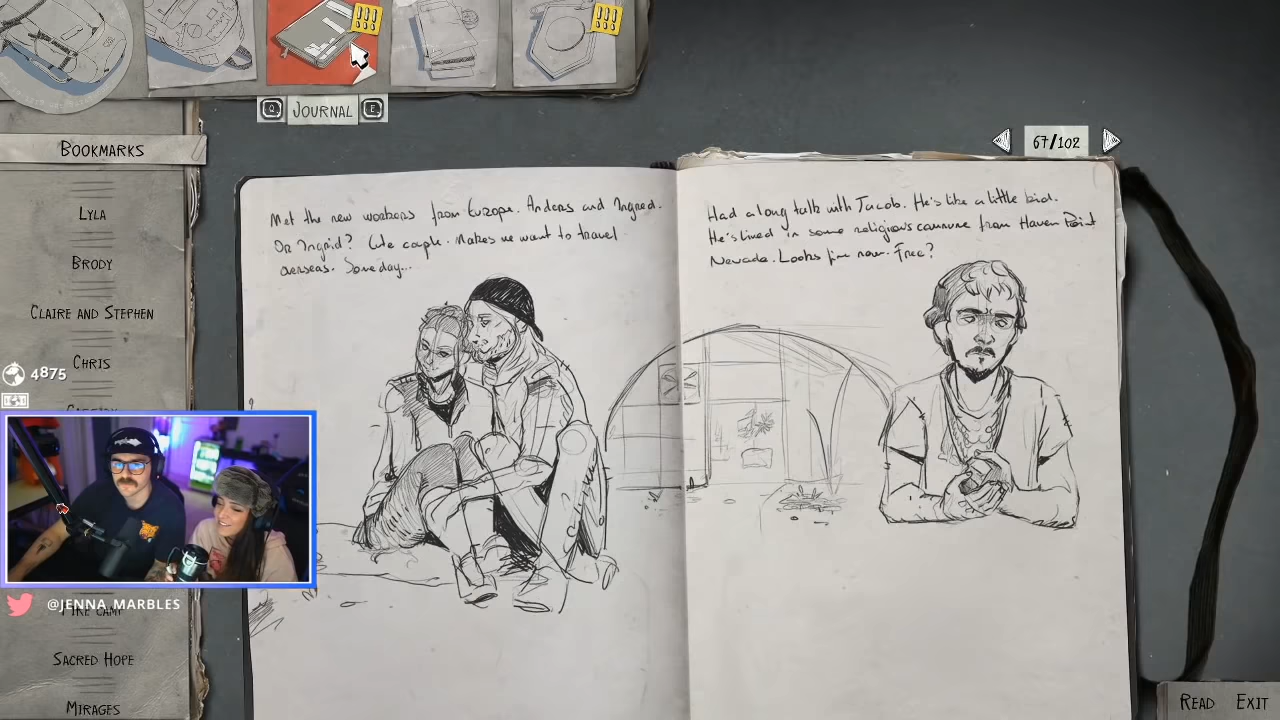 Q JOURNAL E
BOOKMARKS
LYLA
BRODY
CLAIRE AND STEPHEN
CHRIS
4875
@JENNA_MARBLES
FIRE CAMP
SACRED HOPE
MIRAGES
67/102
Met the new workers from Europe. Anders and Ingred.
Or Ingrid? Cute couple. Makes me want to travel
overseas. Someday...
Had a long talk with Jacob. He's like a little bird.
He's lived in some religious commune from Haven Point
Nevada. Looks fine now. Free?
READ EXIT